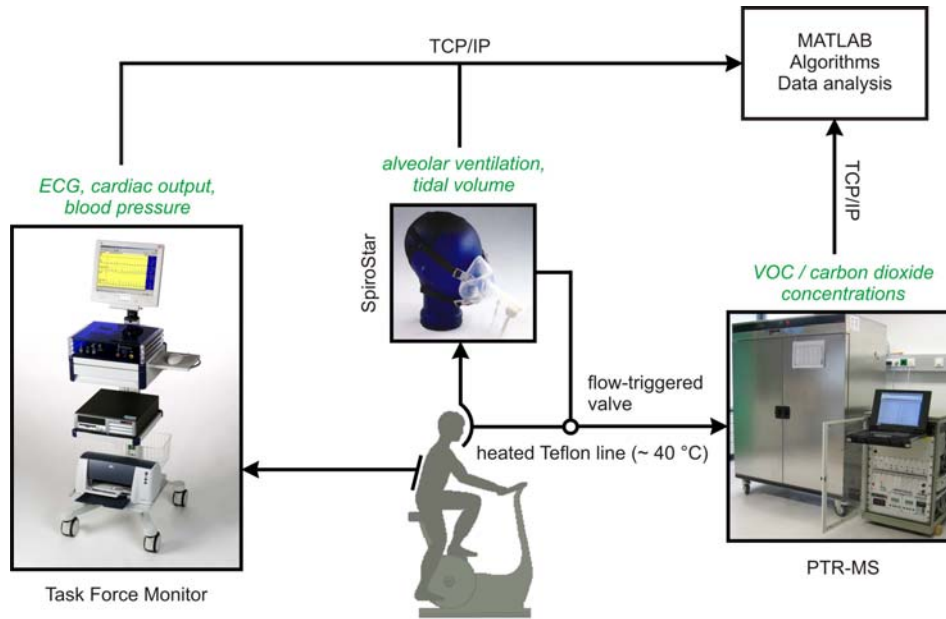 TCP/IP
MATLAB
Algorithms
Data analysis
ECG, cardiac output,
blood pressure
alveolar ventilation,
tidal volume
TCP/IP
SpiroStar
VOC / carbon dioxide
concentrations
flow-triggered
valve
heated Teflon line (~ 40 °C)
Task Force Monitor
PTR-MS